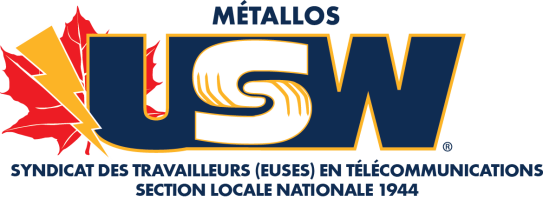 MÉTALLOS
USW®
SYNDICAT DES TRAVAILLEURS (EUSES) EN TÉLÉCOMMUNICATIONS
SECTION LOCALE NATIONALE 1944